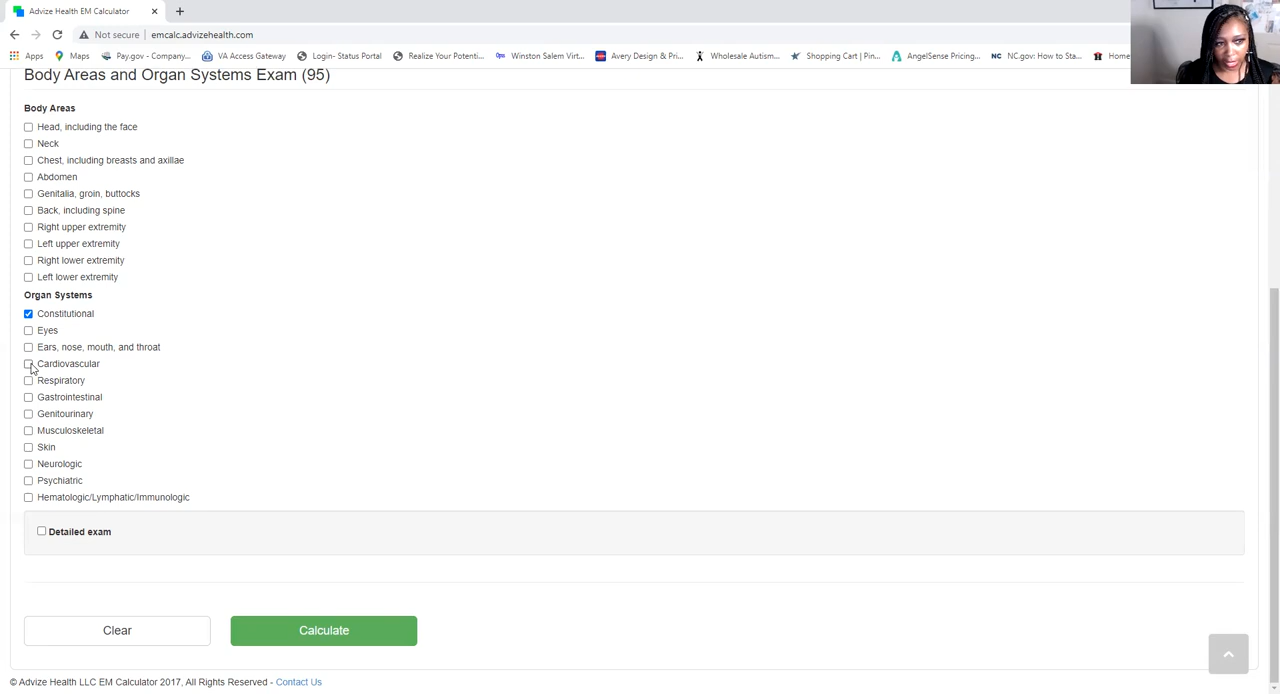 Advize Health EM Calculator
Not secure | emcalc.advizehealth.com
Apps Maps Pay.gov - Company... VA Access Gateway Login- Status Portal Realize Your Potenti... Winston Salem Virt... Avery Design & Pri... Wholesale Autism... Shopping Cart | Pin... AngelSense Pricing... NC NC.gov: How to Sta... Home
Body Areas and Organ Systems Exam (95)
Body Areas
Head, including the face
Neck
Chest, including breasts and axillae
Abdomen
Genitalia, groin, buttocks
Back, including spine
Right upper extremity
Left upper extremity
Right lower extremity
Left lower extremity
Organ Systems
Constitutional
Eyes
Ears, nose, mouth, and throat
Cardiovascular
Respiratory
Gastrointestinal
Genitourinary
Musculoskeletal
Skin
Neurologic
Psychiatric
Hematologic/Lymphatic/Immunologic
Detailed exam
Clear Calculate
© Advize Health LLC EM Calculator 2017, All Rights Reserved - Contact Us